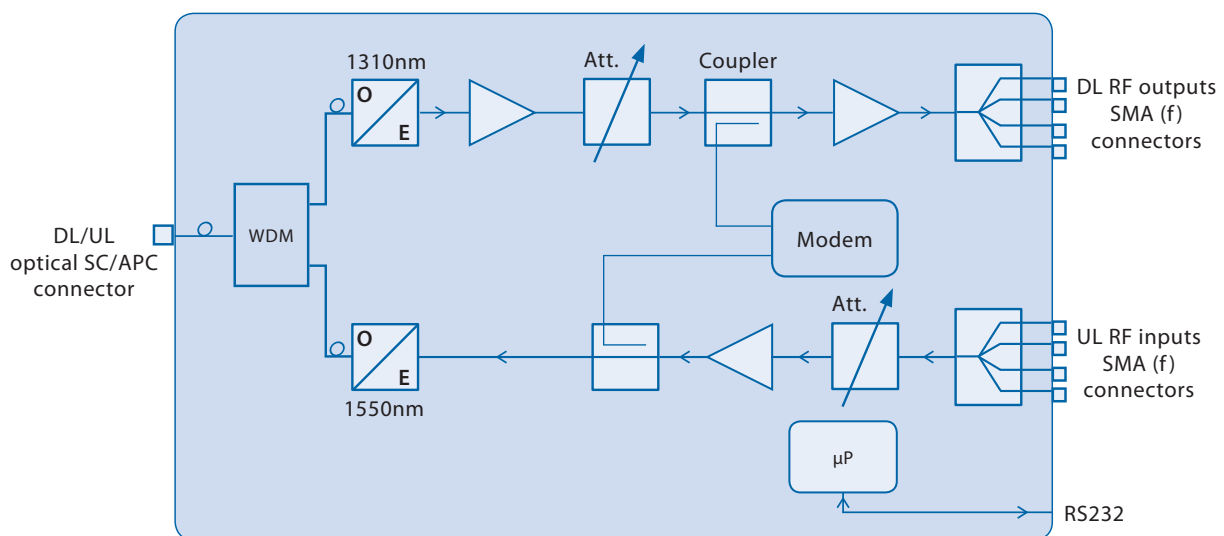 1310nm
Att.
Coupler
O
E
DL RF outputs
SMA (f)
connectors
WDM
DL/UL
optical SC/APC
connector
Modem
Att.
O
E
1550nm
UL RF inputs
SMA (f)
connectors
µP
RS232